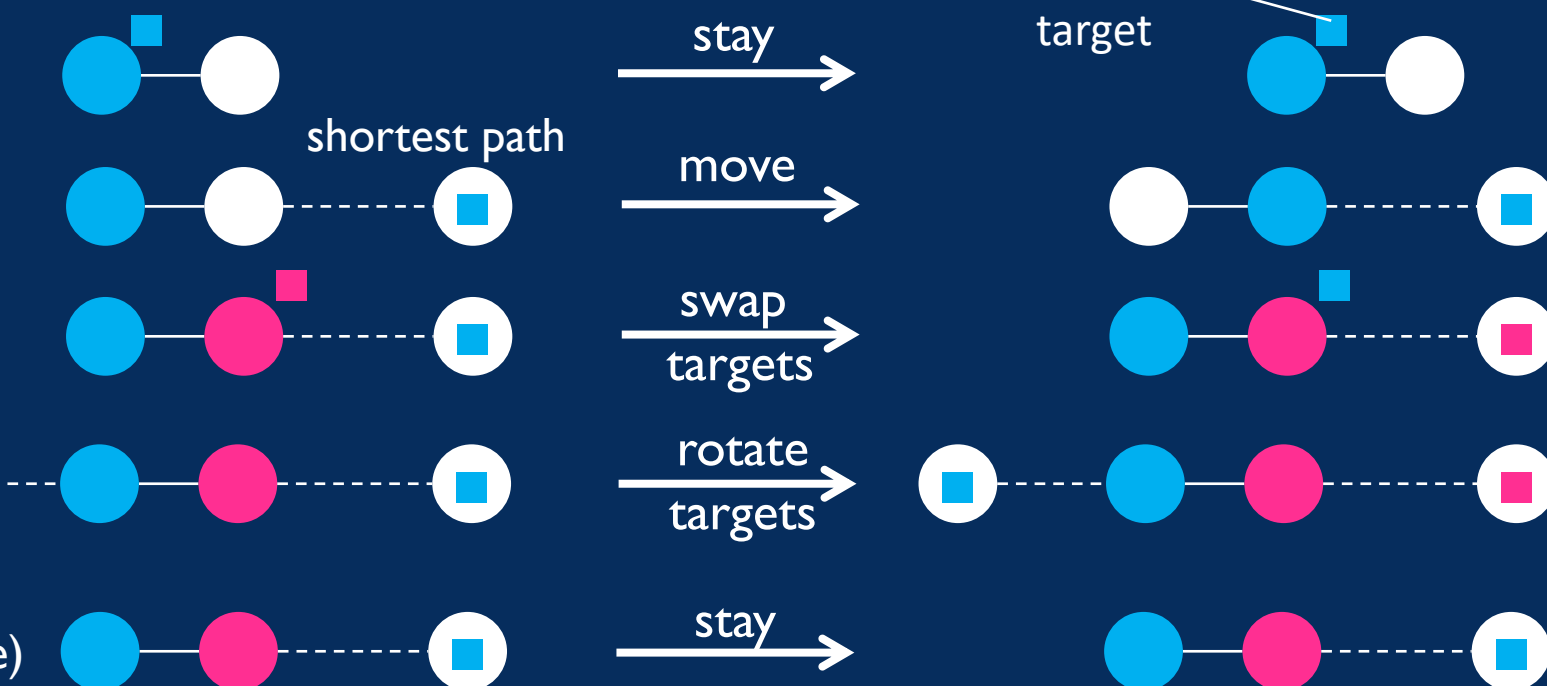 stay
target
shortest path
move
swap
targets
rotate
targets
stay
e)